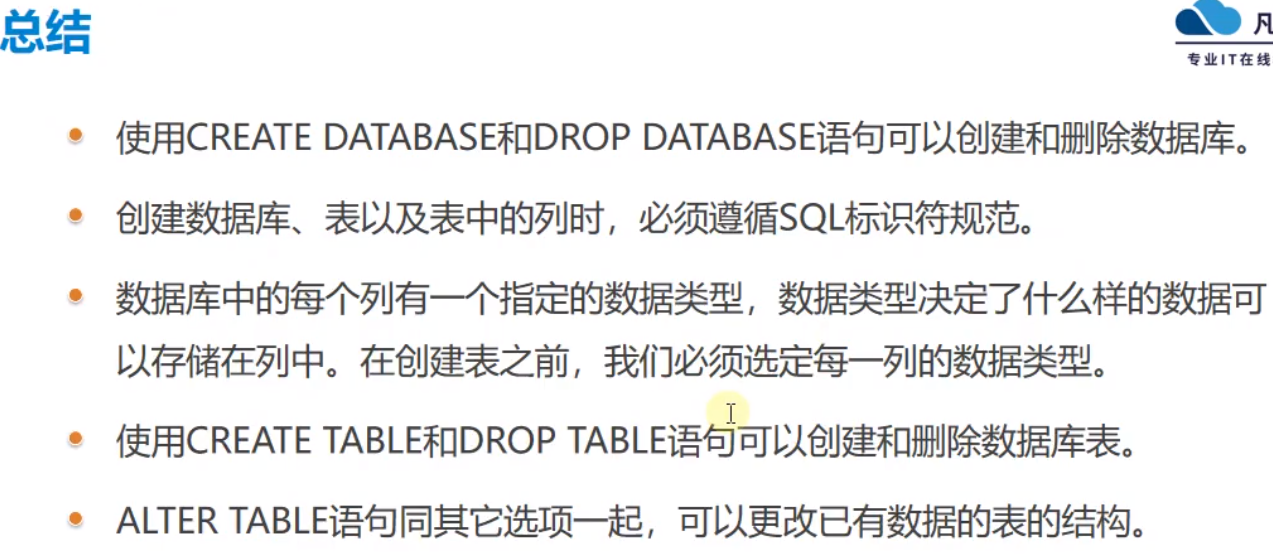 总结
凡
专业IT在线
使用CREATE DATABASE和DROP DATABASE语句可以创建和删除数据库。
创建数据库、表以及表中的列时，必须遵循SQL标识符规范。
数据库中的每个列有一个指定的数据类型，数据类型决定了什么样的数据可
以存储在列中。在创建表之前，我们必须选定每一列的数据类型。
使用CREATE TABLE和DROP TABLE语句可以创建和删除数据库表。
ALTER TABLE语句同其它选项一起，可以更改已有数据的表的结构。